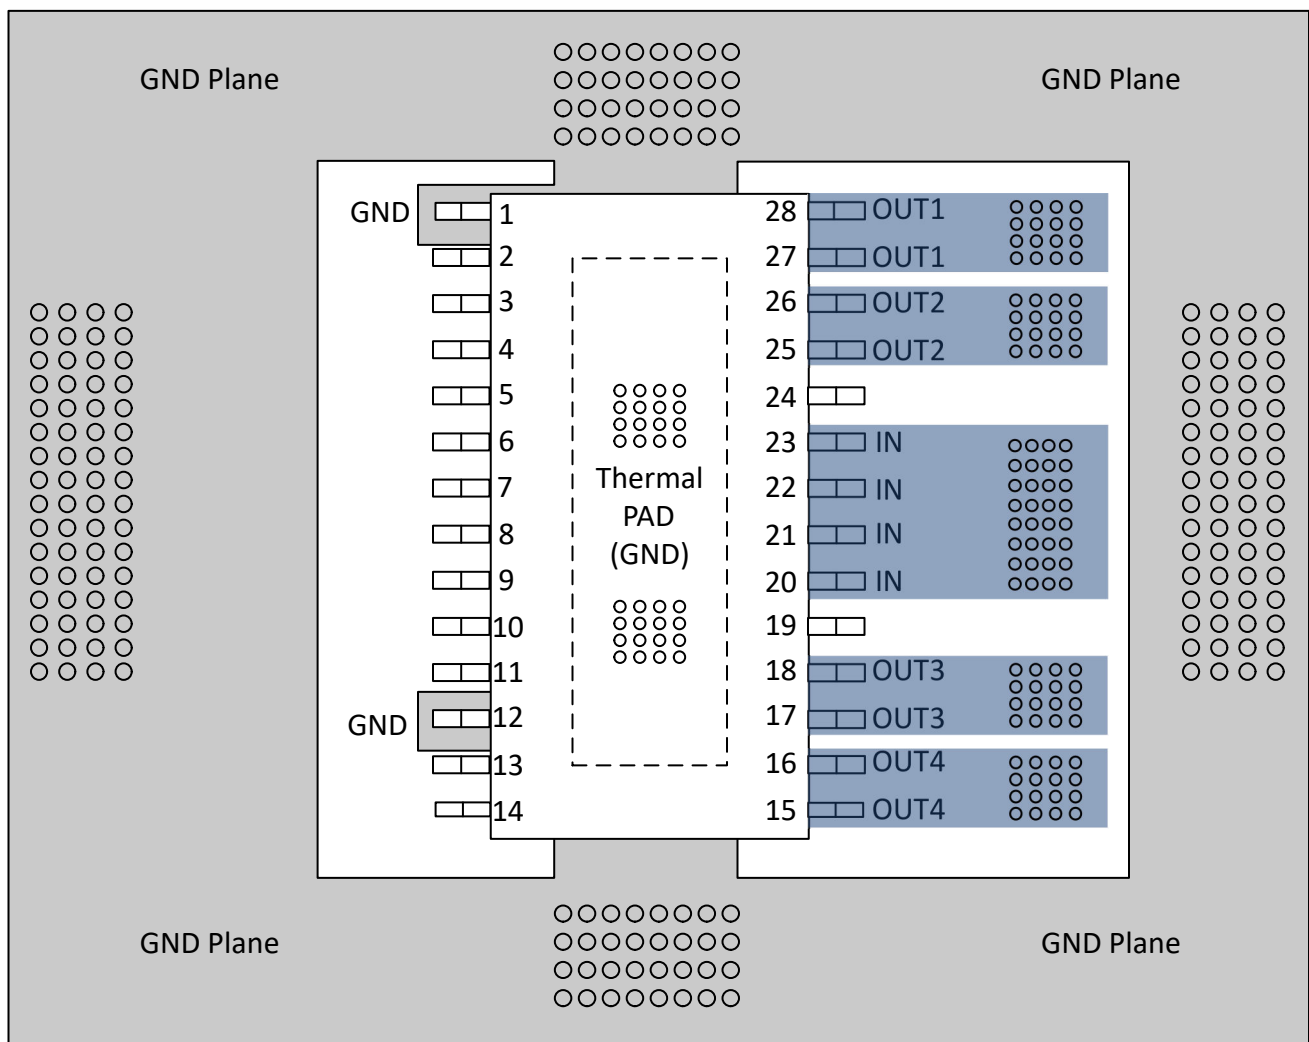 GND Plane
GND Plane
GND
1
28
OUT1
2
27
OUT1
3
26
OUT2
4
25
OUT2
5
24
6
23
IN
7
22
IN
8
21
IN
9
20
IN
10
19
11
18
OUT3
GND
12
17
OUT3
13
16
OUT4
14
15
OUT4
Thermal
PAD
(GND)
GND Plane
GND Plane